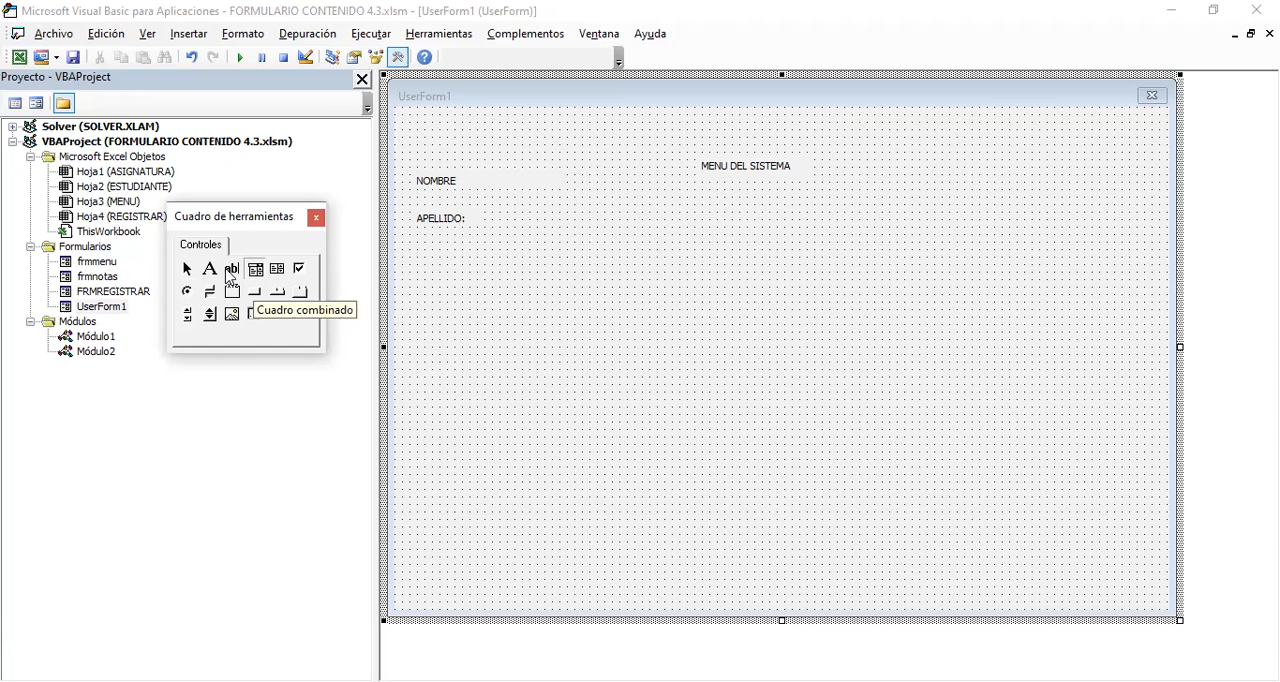 Microsoft Visual Basic para Aplicaciones - FORMULARIO CONTENIDO 4.3.xlsm - [UserForm1 (UserForm)]
Archivo Edición Ver Insertar Formato Depuración Ejecutar Herramientas Complementos Ventana Ayuda
Proyecto - VBAProject
Solver (SOLVER.XLAM)
VBAProject (FORMULARIO CONTENIDO 4.3.xlsm)
Microsoft Excel Objetos
Hoja1 (ASIGNATURA)
Hoja2 (ESTUDIANTE)
Hoja3 (MENU)
Hoja4 (REGISTRAR)
ThisWorkbook
Formularios
frmmenu
frmnotas
FRMREGISTRAR
UserForm1
Módulos
Módulo1
Módulo2
Cuadro de herramientas
Controles
A ab
Cuadro combinado
UserForm1
MENU DEL SISTEMA
NOMBRE
APELLIDO: